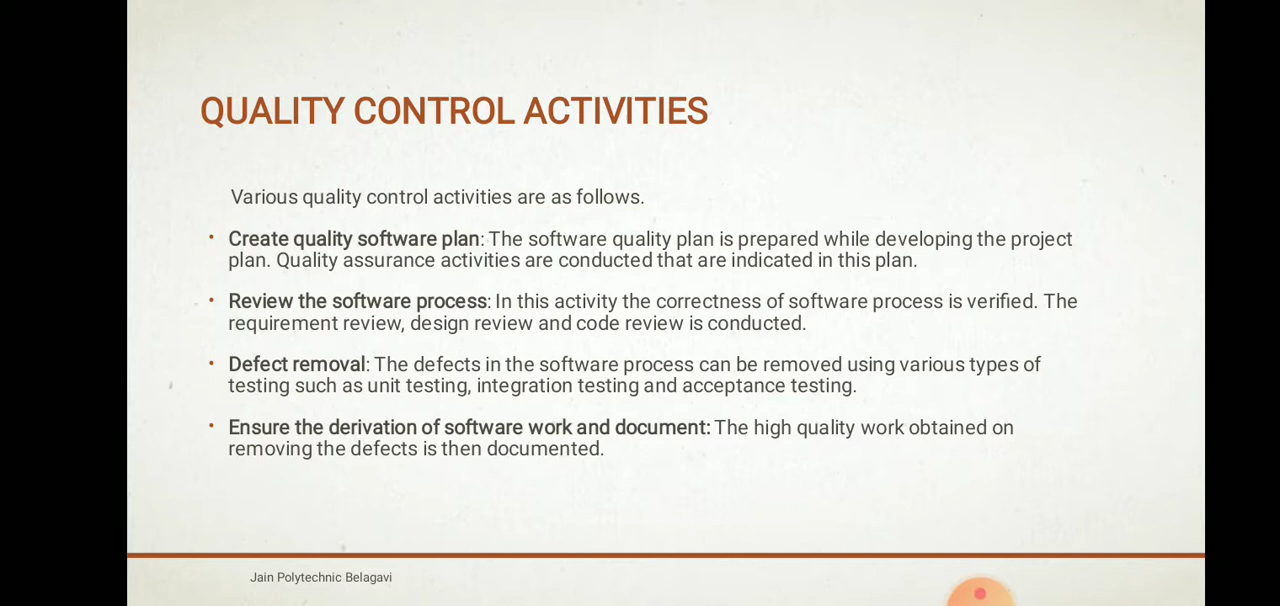 QUALITY CONTROL ACTIVITIES
Various quality control activities are as follows.
• Create quality software plan: The software quality plan is prepared while developing the project
plan. Quality assurance activities are conducted that are indicated in this plan.
• Review the software process: In this activity the correctness of software process is verified. The
requirement review, design review and code review is conducted.
• Defect removal: The defects in the software process can be removed using various types of
testing such as unit testing, integration testing and acceptance testing.
• Ensure the derivation of software work and document: The high quality work obtained on
removing the defects is then documented.
Jain Polytechnic Belagavi